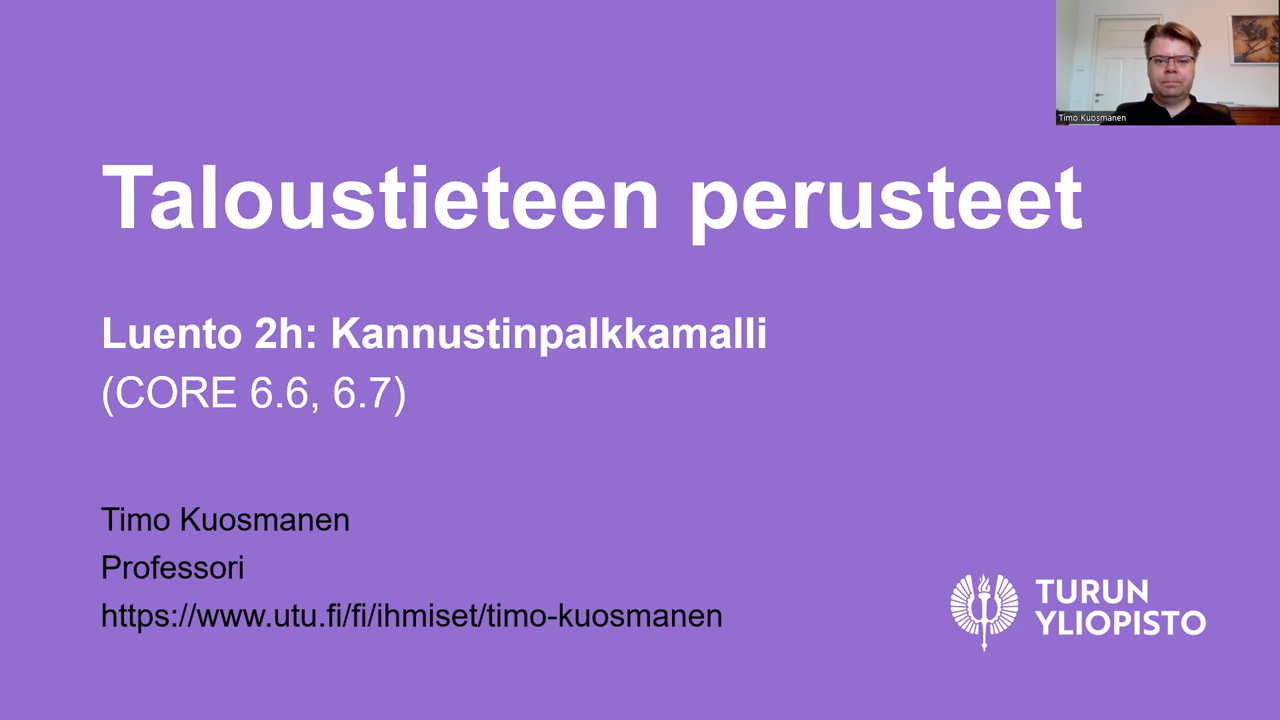 Timo Kuosmanen
Taloustieteen perusteet
Luento 2h: Kannustinpalkkamalli
(CORE 6.6, 6.7)
Timo Kuosmanen
Professori
https://www.utu.fi/fi/ihmiset/timo-kuosmanen
TURUN
YLIOPISTO